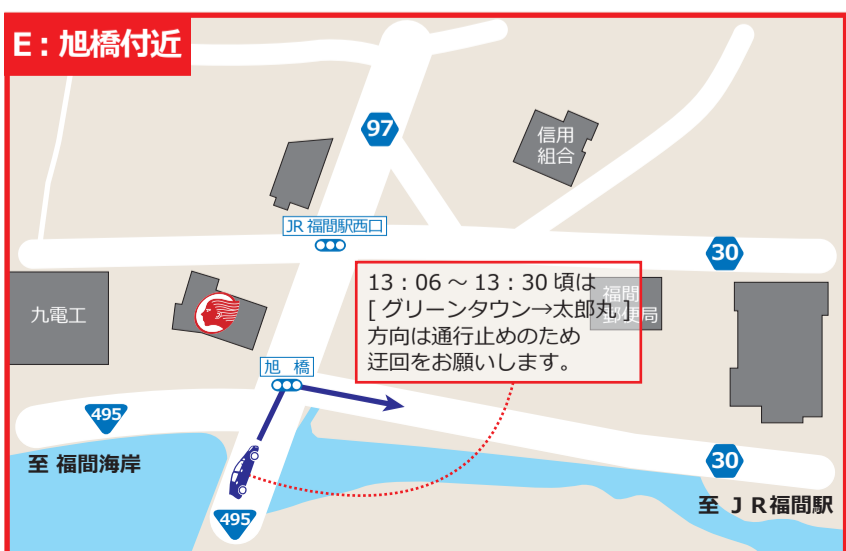 E：旭橋付近
97
信用
組合
JR 福間駅西口
30
13：06 ～ 13：30 頃は
[ グリーンタウン→太郎丸 ]
方向は通行止めのため
迂回をお願いします。
福間
郵便局
九電工
旭 橋
495
至 福間海岸
30
495
至 ＪＲ福間駅